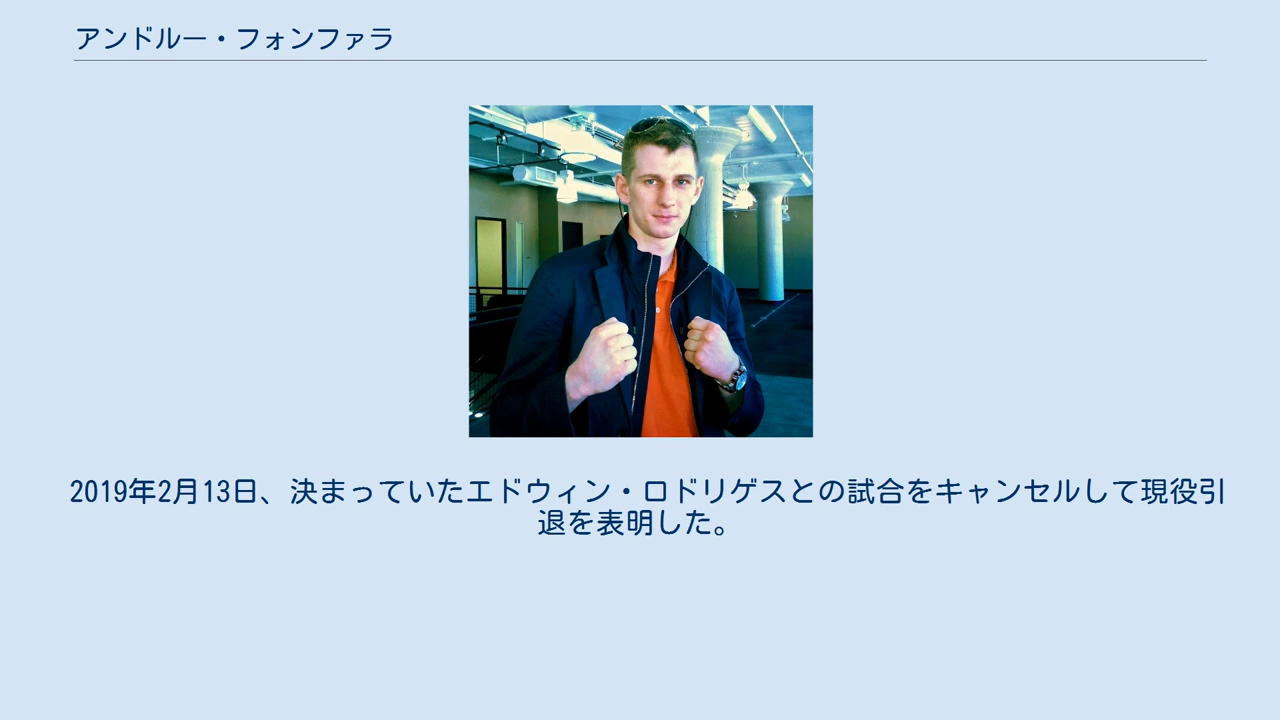 アンドルー・フォンファラ
2019年2月13日、決まっていたエドウィン・ロドリゲスとの試合をキャンセルして現役引
退を表明した。